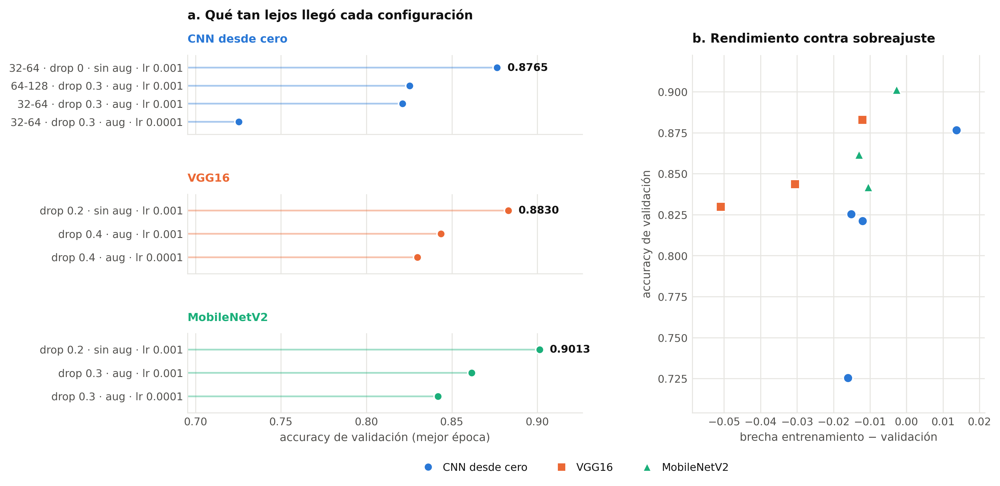 a. Qué tan lejos llegó cada configuración
CNN desde cero
32-64 · drop 0 · sin aug · lr 0.001
0.8765
64-128 · drop 0.3 · aug · lr 0.001
32-64 · drop 0.3 · aug · lr 0.001
32-64 · drop 0.3 · aug · lr 0.0001
VGG16
drop 0.2 · sin aug · lr 0.001
0.8830
drop 0.4 · aug · lr 0.001
drop 0.4 · aug · lr 0.0001
MobileNetV2
drop 0.2 · sin aug · lr 0.001
0.9013
drop 0.3 · aug · lr 0.001
drop 0.3 · aug · lr 0.0001
0.70 0.75 0.80 0.85 0.90
accuracy de validación (mejor época)
b. Rendimiento contra sobreajuste
accuracy de validación
0.900
0.875
0.850
0.825
0.800
0.775
0.750
0.725
−0.05 −0.04 −0.03 −0.02 −0.01 0.00 0.01 0.02
brecha entrenamiento − validación
CNN desde cero VGG16 MobileNetV2